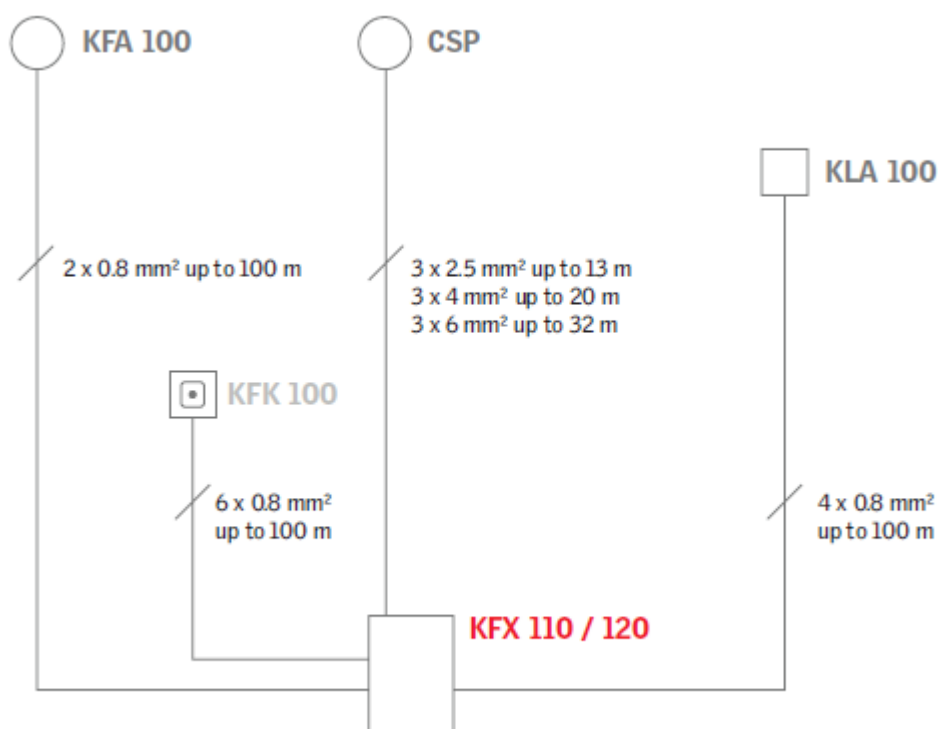 KFA 100
CSP
KLA 100
2 x 0.8 mm² up to 100 m
3 x 2.5 mm² up to 13 m
3 x 4 mm² up to 20 m
3 x 6 mm² up to 32 m
KFK 100
6 x 0.8 mm²
up to 100 m
4 x 0.8 mm²
up to 100 m
KFX 110 / 120